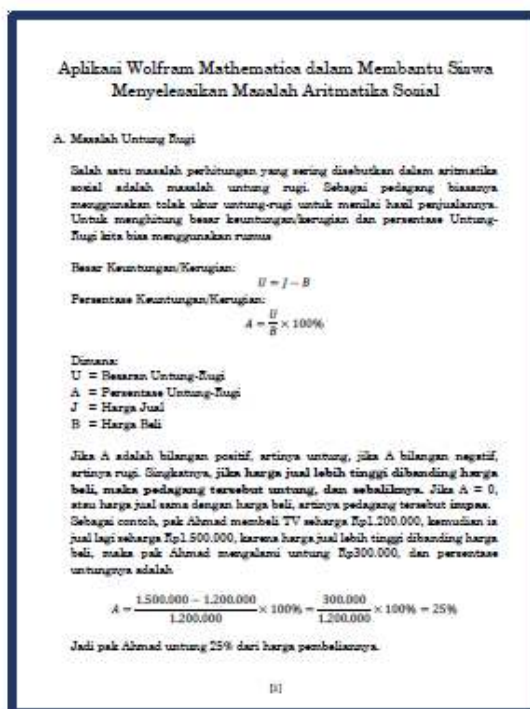 Aplikasi Wolfram Mathematica dalam Membantu Siswa
Menyelesaikan Masalah Aritmatika Sosial
A. Masalah Untung Rugi
Salah satu masalah perhitungan yang sering disebutkan dalam aritmatika
sosial adalah masalah untung rugi. Sebagai pedagang biasanya
menggunakan tolak ukur untung-rugi untuk menilai hasil penjualannya.
Untuk menghitung besar keuntungan/kerugian dan persentase Untung-
Rugi kita bisa menggunakan rumus
Besar Keuntungan/Kerugian:
U = J − B
Persentase Keuntungan/Kerugian:
A = U/B × 100%
Dimana:
U = Besaran Untung-Rugi
A = Persentase Untung-Rugi
J = Harga Jual
B = Harga Beli
Jika A adalah bilangan positif, artinya untung, jika A bilangan negatif,
artinya rugi. Singkatnya, jika harga jual lebih tinggi dibanding harga
beli, maka pedagang tersebut untung, dan sebaliknya. Jika A = 0,
atau harga jual sama dengan harga beli, artinya pedagang tersebut impas.
Sebagai contoh, pak Ahmad membeli TV seharga Rp1.200.000, kemudian ia
jual lagi seharga Rp1.500.000, karena harga jual lebih tinggi dibanding harga
beli, maka pak Ahmad mengalami untung Rp300.000, dan persentase
untungnya adalah
A = 1.500.000 − 1.200.000/1.200.000 × 100% = 300.000/1.200.000 × 100% = 25%
Jadi pak Ahmad untung 25% dari harga pembeliannya.